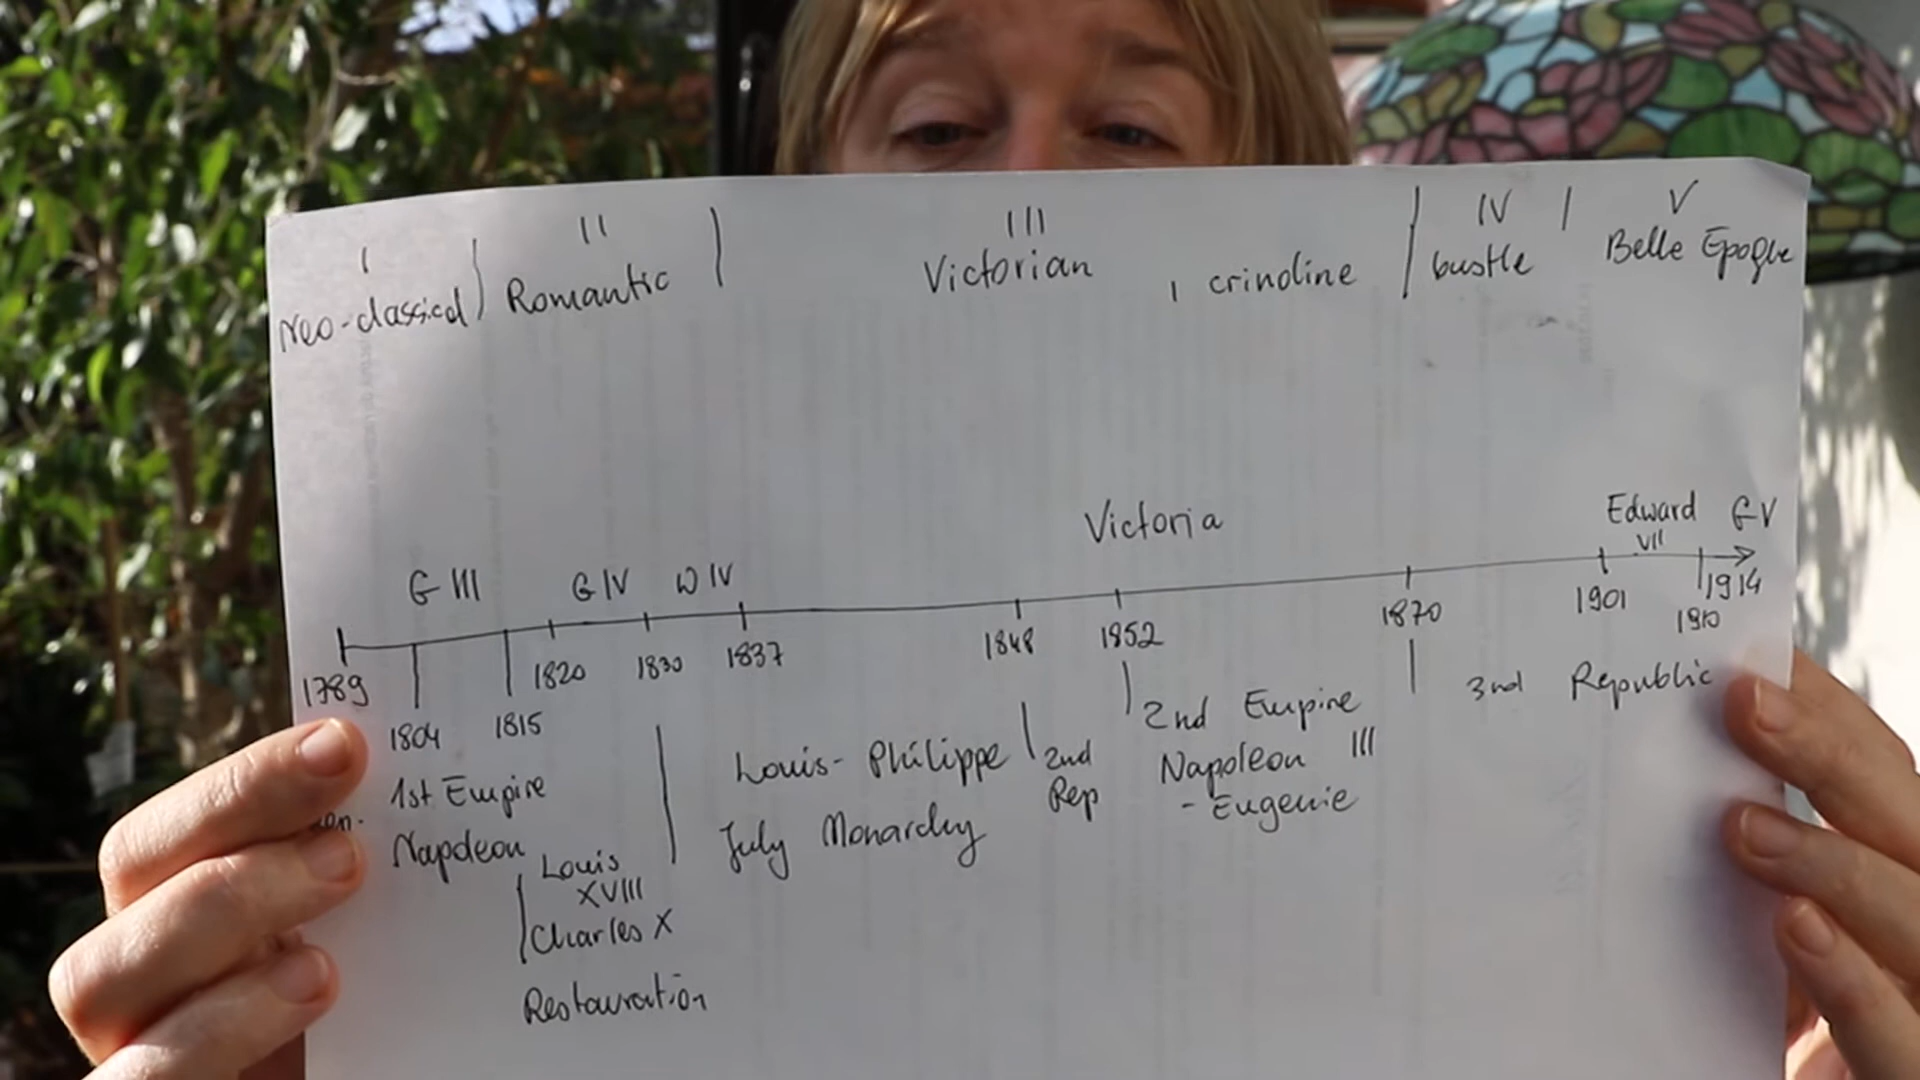 I II III IV V
Neo-classical Romantic Victorian crinoline bustle Belle Epoque
Victoria Edward VII G V
G III G IV W IV
1789 1804 1815 1820 1830 1837 1848 1852 1870 1901 1910 1914
1st Empire
Napoleon
Louis
XVIII
Charles X
Restauration
Louis-Philippe
July Monarchy
2nd
Rep
2nd Empire
Napoleon III
- Eugenie
3nd Republic